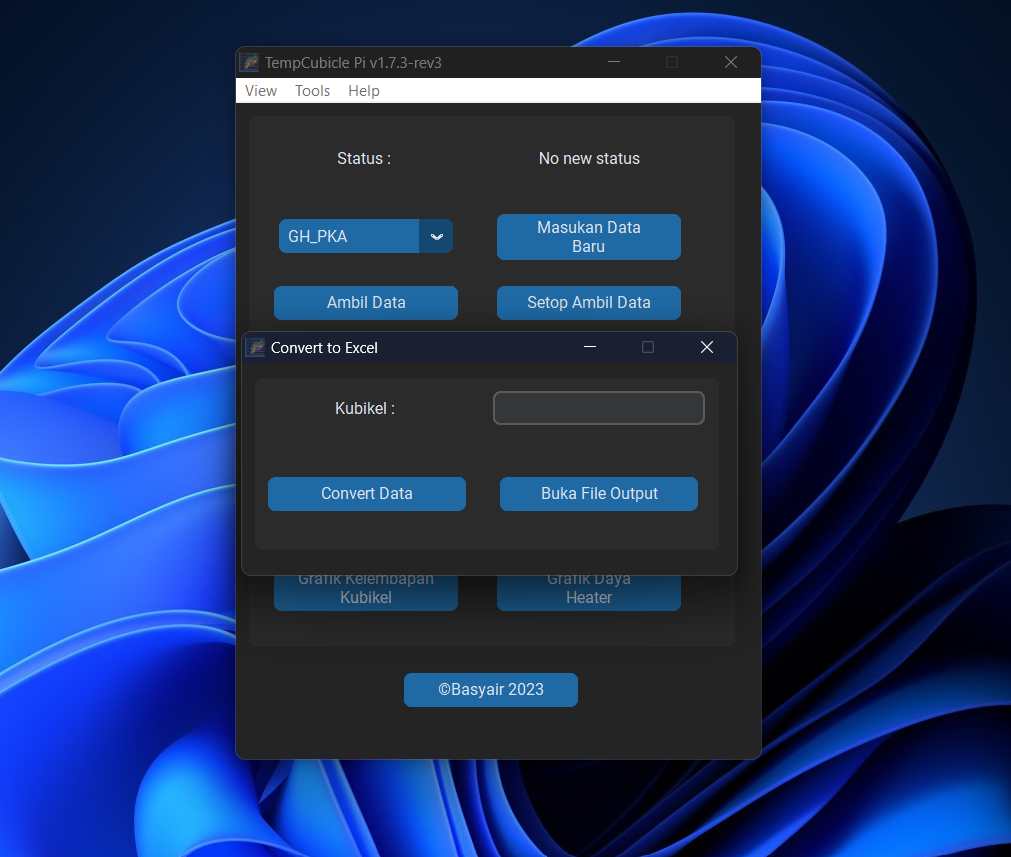 TempCubicle Pi v1.7.3-rev3
View Tools Help
Status : No new status
GH_PKA
Masukan Data
Baru
Ambil Data Setop Ambil Data
Convert to Excel
Kubikel :
Convert Data Buka File Output
Grafik Kelembapan
Kubikel
Grafik Daya
Heater
©Basyair 2023